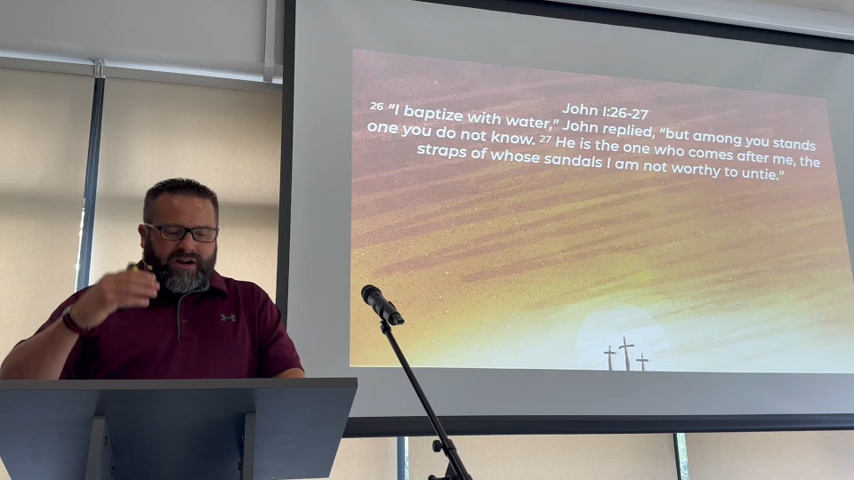 John 1:26-27
26 “I baptize with water,” John replied, “but among you stands
one you do not know. 27 He is the one who comes after me, the
straps of whose sandals I am not worthy to untie.”